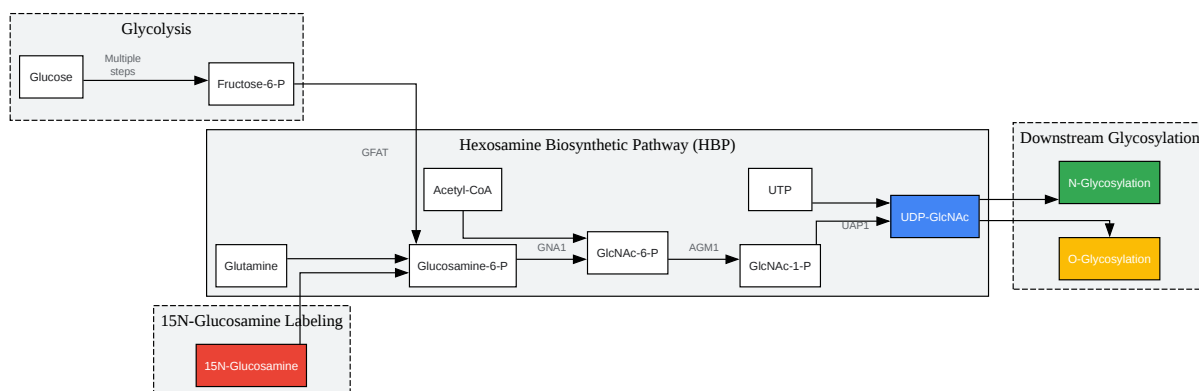 Glycolysis
Glucose
Multiple
steps
Fructose-6-P
Hexosamine Biosynthetic Pathway (HBP)
GFAT
Acetyl-CoA
UTP
UDP-GlcNAc
UAP1
Glutamine
Glucosamine-6-P
GNA1
GlcNAc-6-P
AGM1
GlcNAc-1-P
Downstream Glycosylation
N-Glycosylation
O-Glycosylation
15N-Glucosamine Labeling
15N-Glucosamine